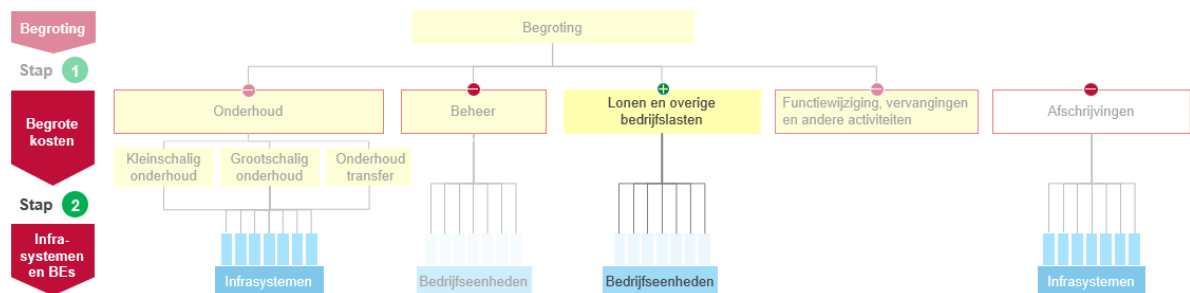 Begroting
Begroting
Stap 1
Begrote
kosten
Onderhoud
Beheer
Lonen en overige
bedrijfslasten
Functiewijziging, vervangingen
en andere activiteiten
Afschrijvingen
Kleinschalig
onderhoud
Grootschalig
onderhoud
Onderhoud
transfer
Stap 2
Infra-
systemen
en BEs
Infrasystemen
Bedrijfseenheden
Bedrijfseenheden
Infrasystemen